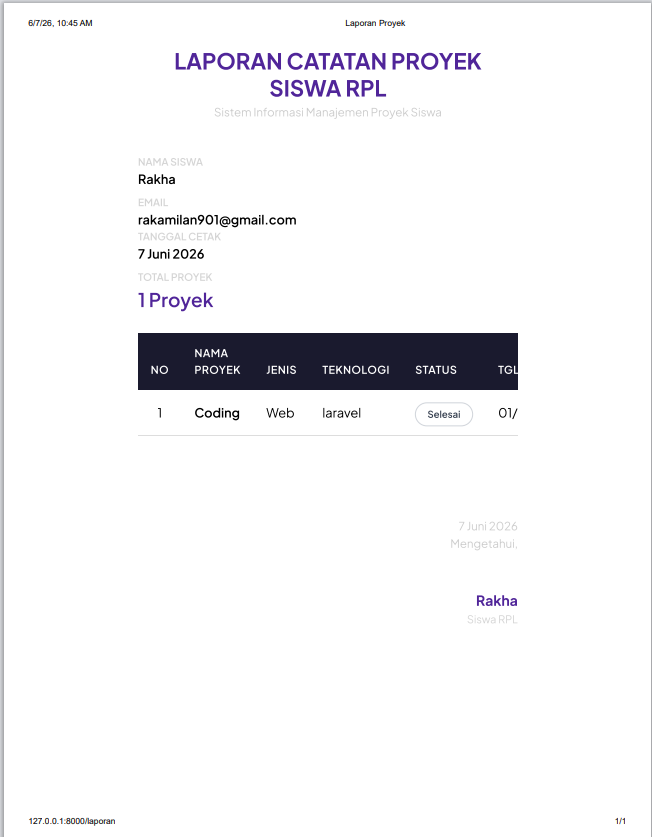 6/7/26, 10:45 AM
Laporan Proyek
LAPORAN CATATAN PROYEK
SISWA RPL
Sistem Informasi Manajemen Proyek Siswa
NAMA SISWA
Rakha
EMAIL
rakamilan901@gmail.com
TANGGAL CETAK
7 Juni 2026
TOTAL PROYEK
1 Proyek
NO NAMA PROYEK JENIS TEKNOLOGI STATUS TGL
1 Coding Web laravel Selesai 01/
7 Juni 2026
Mengetahui,
Rakha
Siswa RPL
127.0.0.1:8000/laporan
1/1